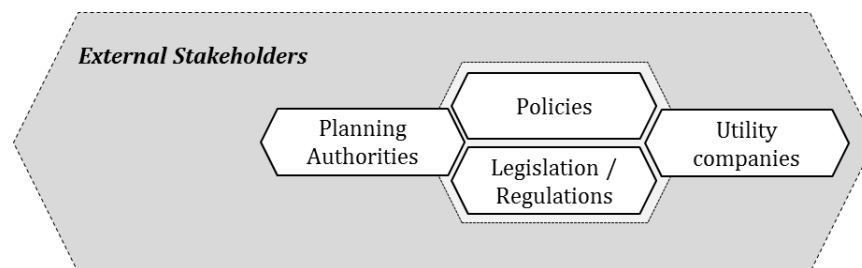 External Stakeholders
Policies
Planning
Authorities
Utility
companies
Legislation /
Regulations